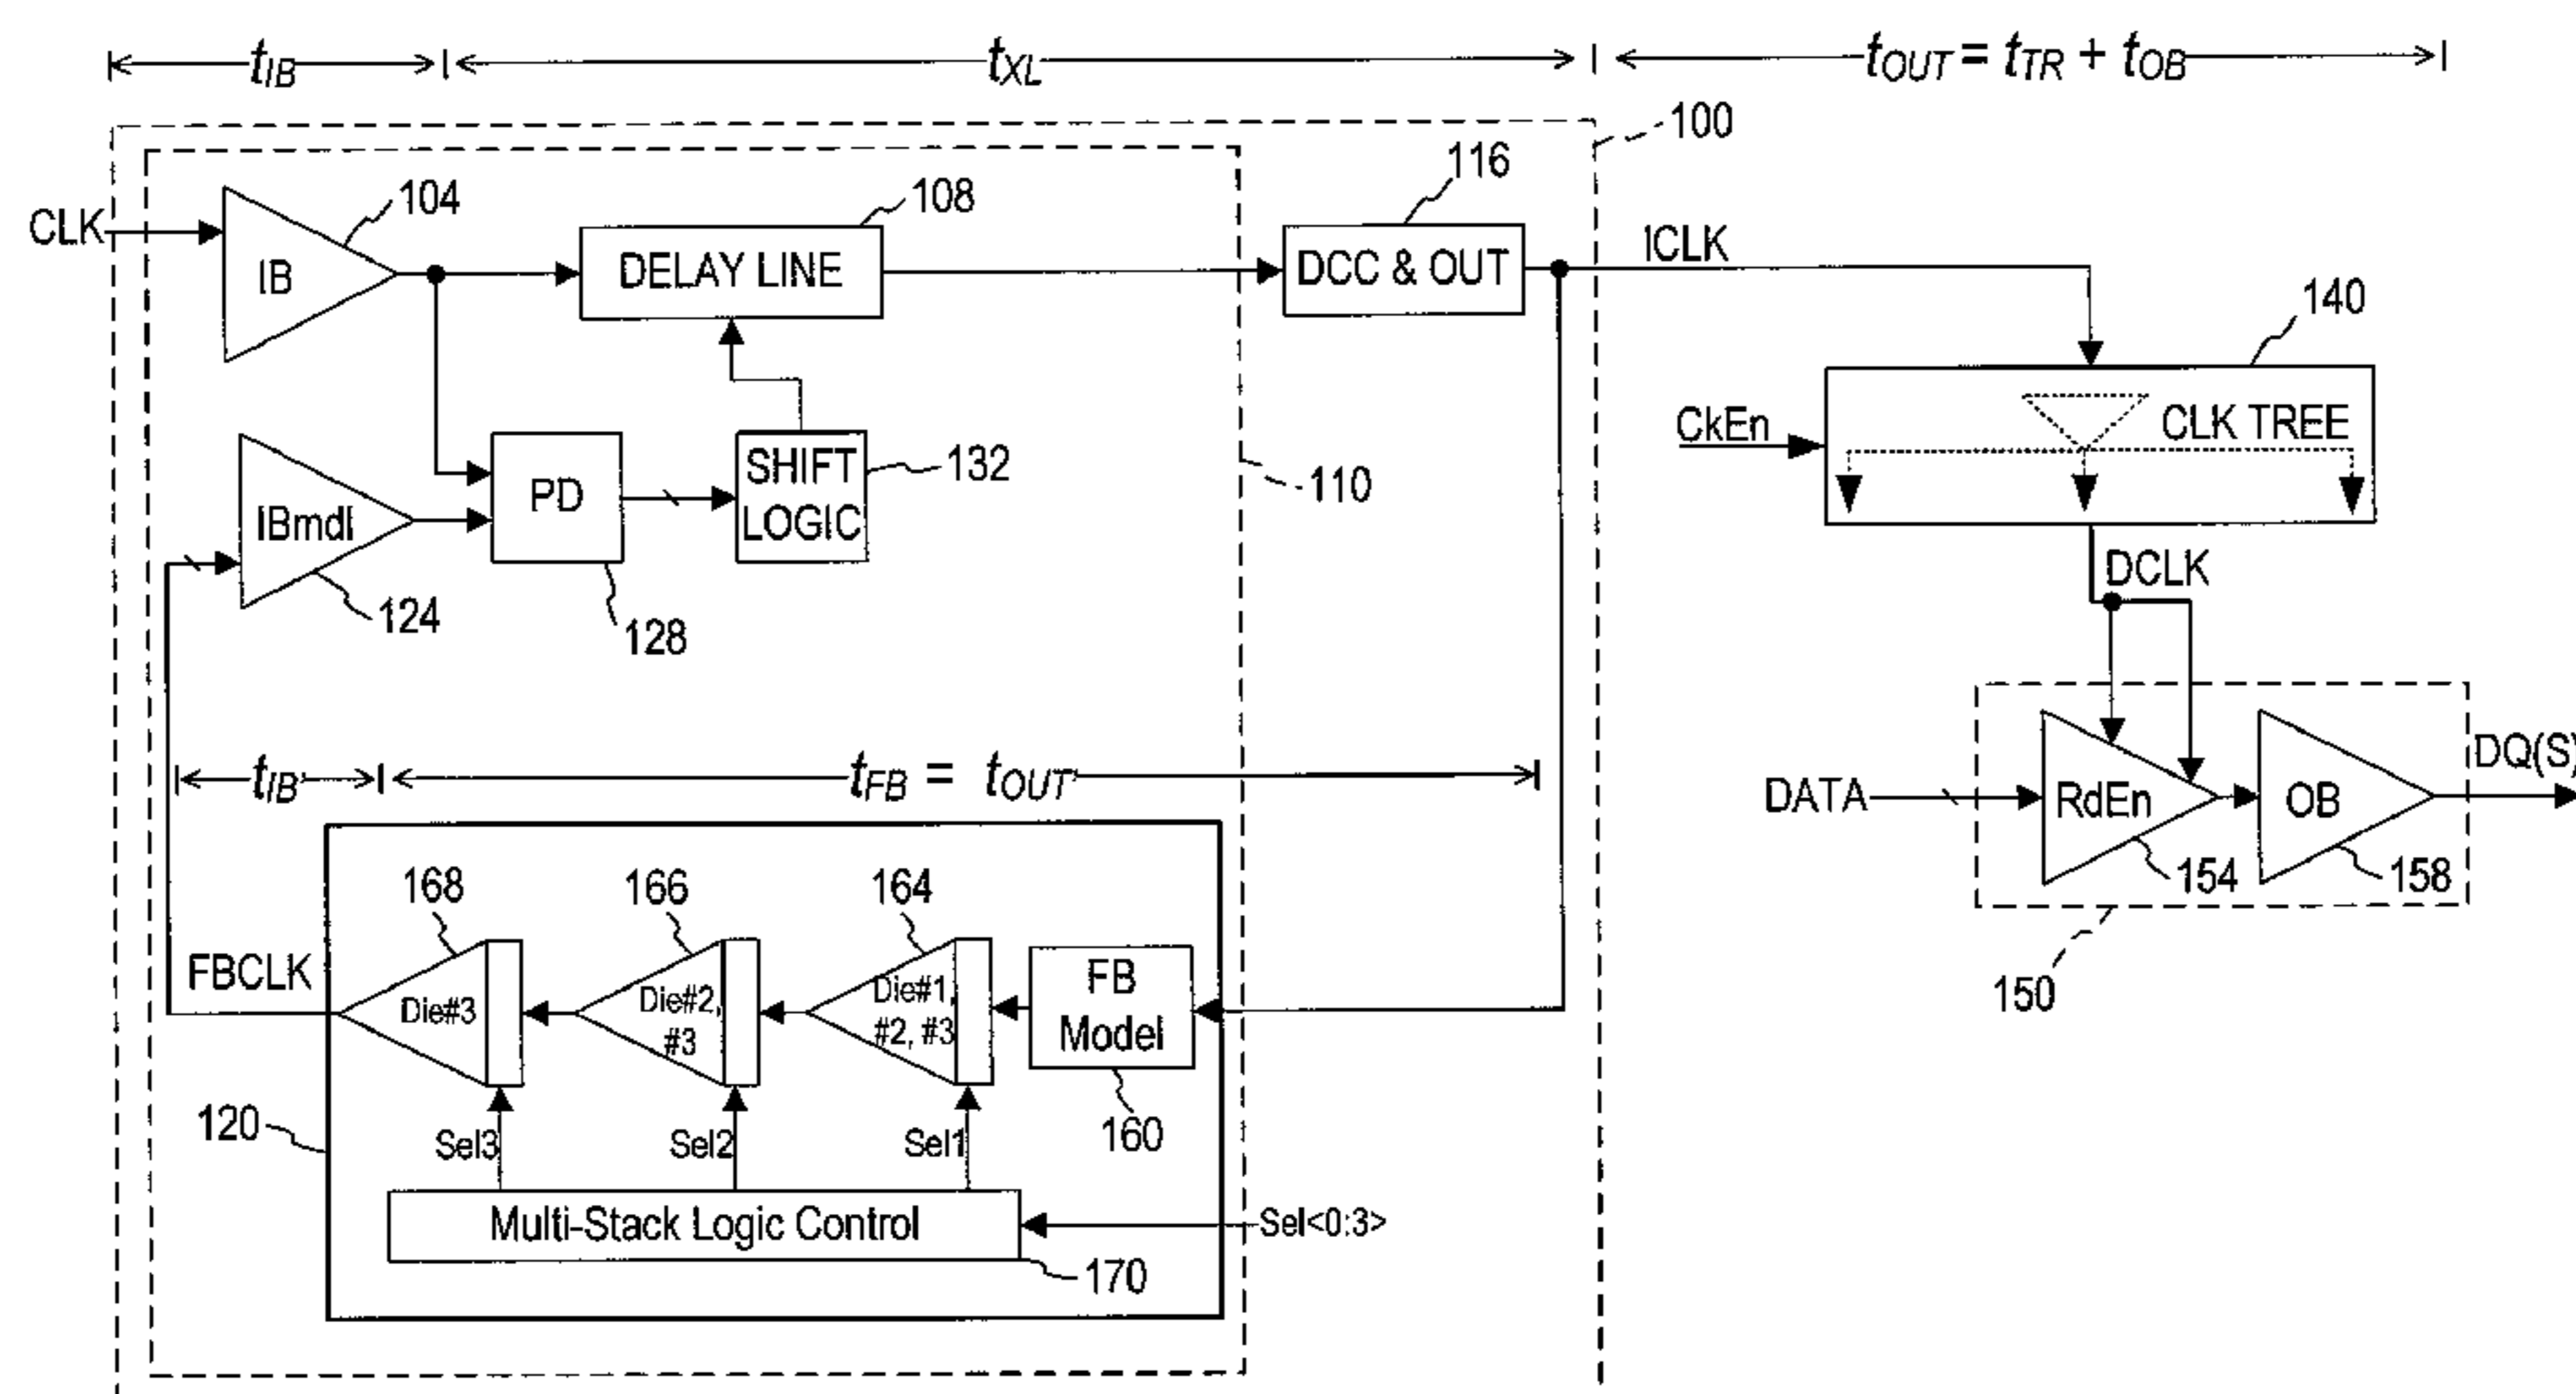 tIB
tXL
tOUT = tTR + tOB
100
116
104
108
CLK
IB
DELAY LINE
DCC & OUT
ICLK
140
CkEn
CLK TREE
IBmdl
PD
SHIFT
LOGIC
132
110
124
128
DCLK
tIB
tFB = tOUT
DATA
RdEn
OB
DQ(S)
154
158
150
168
166
164
FBCLK
Die#3
Die#2,
#3
Die#1,
#2, #3
FB
Model
160
120
Sel3
Sel2
Sel1
Multi-Stack Logic Control
Sel<0:3>
170